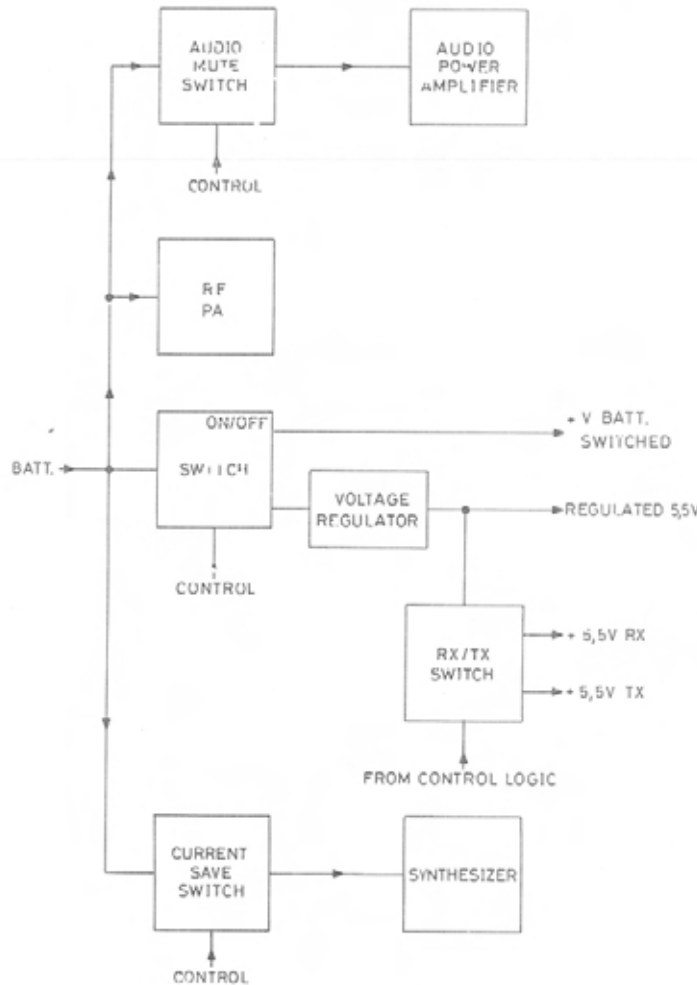 AUDIO
MUTE
SWITCH
AUDIO
POWER
AMPLIFIER
CONTROL
RF
PA
ON/OFF
SWITCH
+ V BATT.
SWITCHED
BATT.
VOLTAGE
REGULATOR
REGULATED 5,5V
CONTROL
RX/TX
SWITCH
+ 5,5V RX
+ 5,5V TX
FROM CONTROL LOGIC
CURRENT
SAVE
SWITCH
SYNTHESIZER
CONTROL